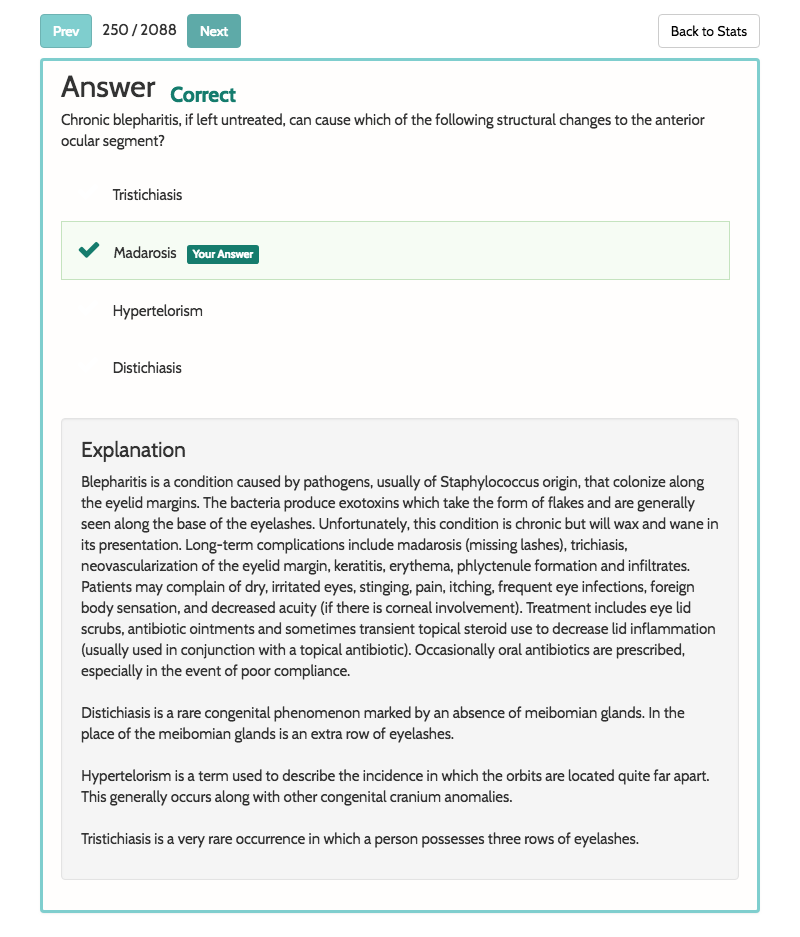 Prev 250 / 2088 Next Back to Stats
Answer Correct
Chronic blepharitis, if left untreated, can cause which of the following structural changes to the anterior
ocular segment?
Tristichiasis
Madarosis Your Answer
Hypertelorism
Distichiasis
Explanation
Blepharitis is a condition caused by pathogens, usually of Staphylococcus origin, that colonize along
the eyelid margins. The bacteria produce exotoxins which take the form of flakes and are generally
seen along the base of the eyelashes. Unfortunately, this condition is chronic but will wax and wane in
its presentation. Long-term complications include madarosis (missing lashes), trichiasis,
neovascularization of the eyelid margin, keratitis, erythema, phlyctenule formation and infiltrates.
Patients may complain of dry, irritated eyes, stinging, pain, itching, frequent eye infections, foreign
body sensation, and decreased acuity (if there is corneal involvement). Treatment includes eye lid
scrubs, antibiotic ointments and sometimes transient topical steroid use to decrease lid inflammation
(usually used in conjunction with a topical antibiotic). Occasionally oral antibiotics are prescribed,
especially in the event of poor compliance.
Distichiasis is a rare congenital phenomenon marked by an absence of meibomian glands. In the
place of the meibomian glands is an extra row of eyelashes.
Hypertelorism is a term used to describe the incidence in which the orbits are located quite far apart.
This generally occurs along with other congenital cranium anomalies.
Tristichiasis is a very rare occurrence in which a person possesses three rows of eyelashes.